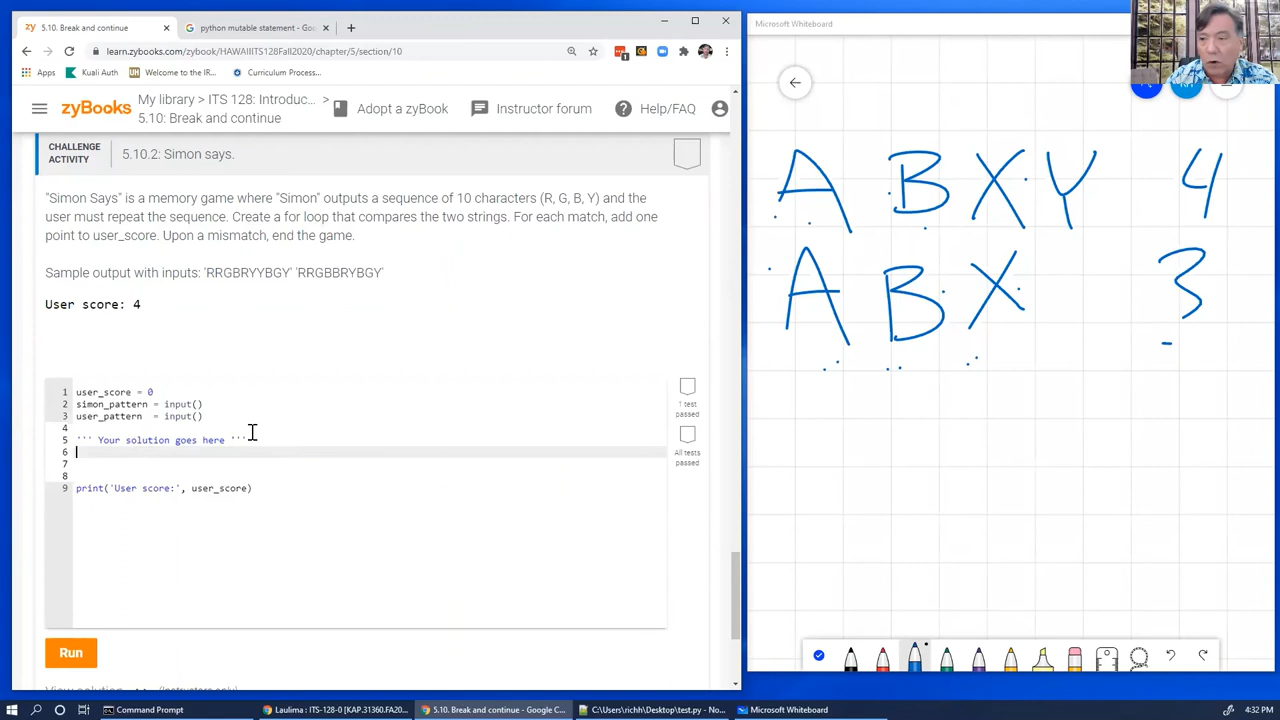 5.10. Break and continue
python mutable statement - Goo
learn.zybooks.com/zybook/HAWAIIITS128Fall2020/chapter/5/section/10
Apps
Kuali Auth
Welcome to the IR...
Curriculum Process...
zyBooks
My library > ITS 128: Introduc... >
5.10: Break and continue
Adopt a zyBook
Instructor forum
Help/FAQ
CHALLENGE
ACTIVITY
5.10.2: Simon says.
"Simon Says" is a memory game where "Simon" outputs a sequence of 10 characters (R, G, B, Y) and the
user must repeat the sequence. Create a for loop that compares the two strings. For each match, add one
point to user_score. Upon a mismatch, end the game.
Sample output with inputs: 'RRGBRYYBGY' 'RRGBBRYBGY'
User score: 4
1 user_score = 0
2 simon_pattern = input()
3 user_pattern  = input()
4
5 ''' Your solution goes here '''
6
7
8
9 print('User score:', user_score)
1 test
passed
All tests
passed
Run
View solution
(Instructors only)
Microsoft Whiteboard
A B X Y 4
A B X 3
Command Prompt
Laulima : ITS-128-0 [KAP.31360.FA20...
5.10. Break and continue - Google C...
C:\Users\richh\Desktop\test.py - No...
Microsoft Whiteboard
4:32 PM